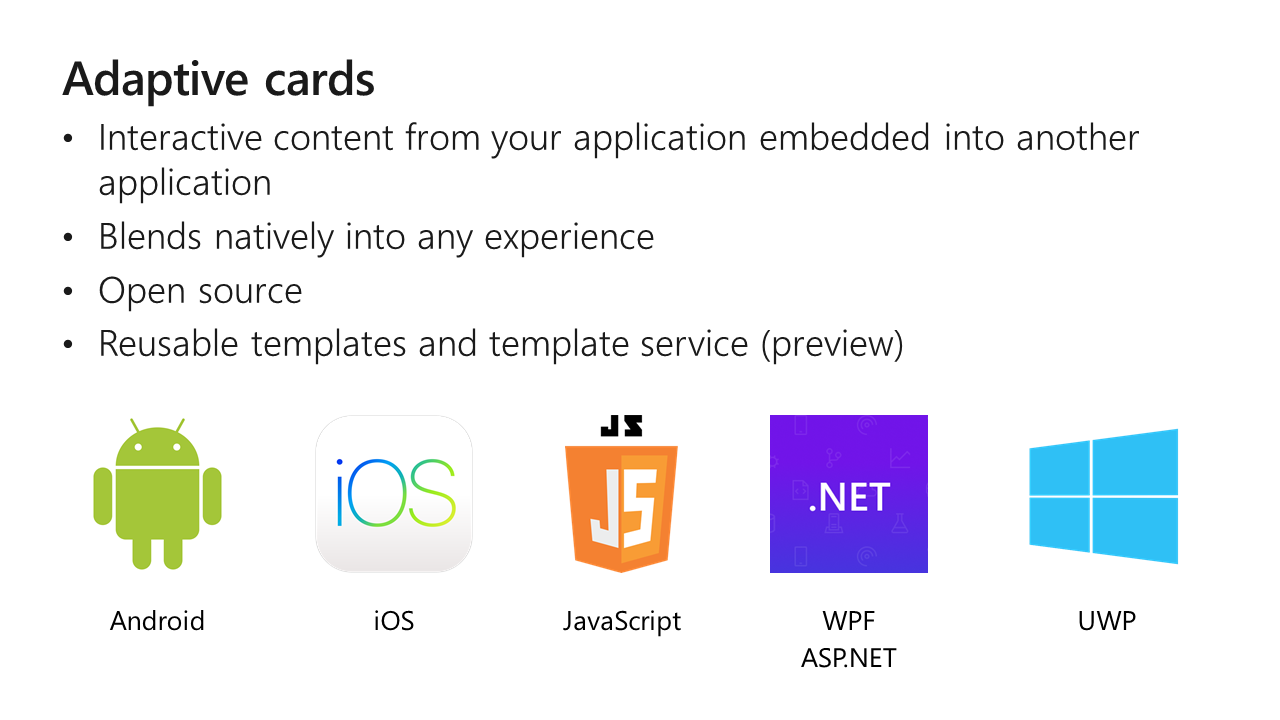 Adaptive cards
• Interactive content from your application embedded into another
application
• Blends natively into any experience
• Open source
• Reusable templates and template service (preview)
iOS
JS
JS
.NET
Android
iOS
JavaScript
WPF
ASP.NET
UWP